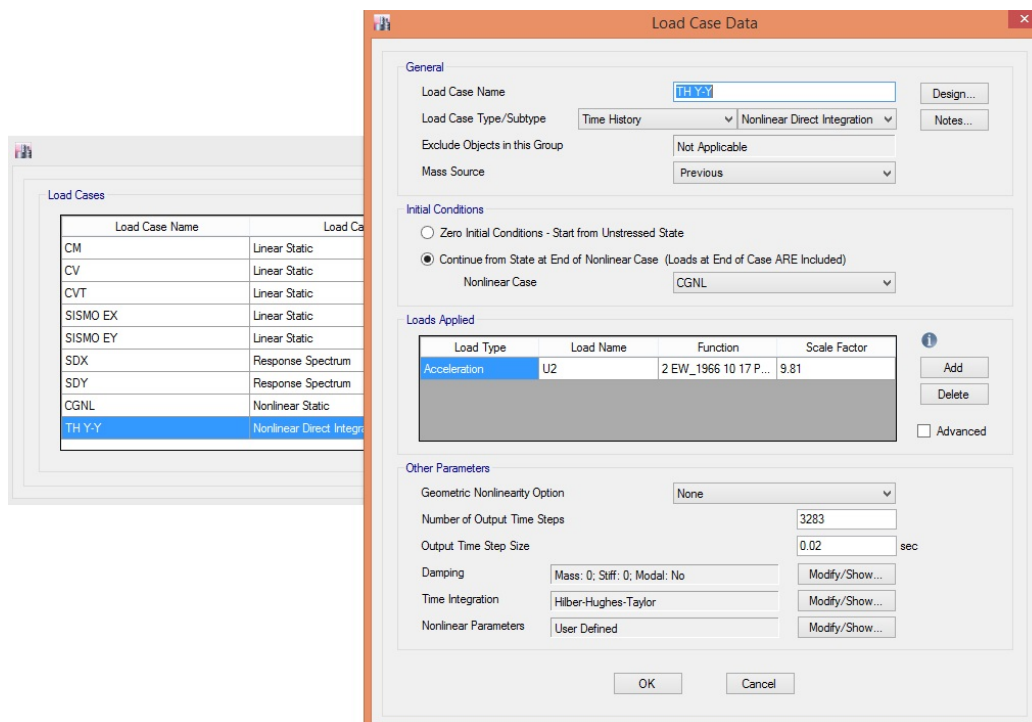 Load Case Data
General
Load Case Name TH Y-Y Design...
Load Case Type/Subtype Time History Nonlinear Direct Integration Notes...
Exclude Objects in this Group Not Applicable
Mass Source Previous
Initial Conditions
Zero Initial Conditions - Start from Unstressed State
Continue from State at End of Nonlinear Case (Loads at End of Case ARE Included)
Nonlinear Case CGNL
Loads Applied
Load Type Load Name Function Scale Factor
Acceleration U2 2 EW_1966 10 17 P... 9.81
Add
Delete
Advanced
Other Parameters
Geometric Nonlinearity Option None
Number of Output Time Steps 3283
Output Time Step Size 0.02 sec
Damping Mass: 0; Stiff: 0; Modal: No Modify/Show...
Time Integration Hilber-Hughes-Taylor Modify/Show...
Nonlinear Parameters User Defined Modify/Show...
OK Cancel
Load Cases
Load Case Name Load Ca
CM Linear Static
CV Linear Static
CVT Linear Static
SISMO EX Linear Static
SISMO EY Linear Static
SDX Response Spectrum
SDY Response Spectrum
CGNL Nonlinear Static
TH Y-Y Nonlinear Direct Integra